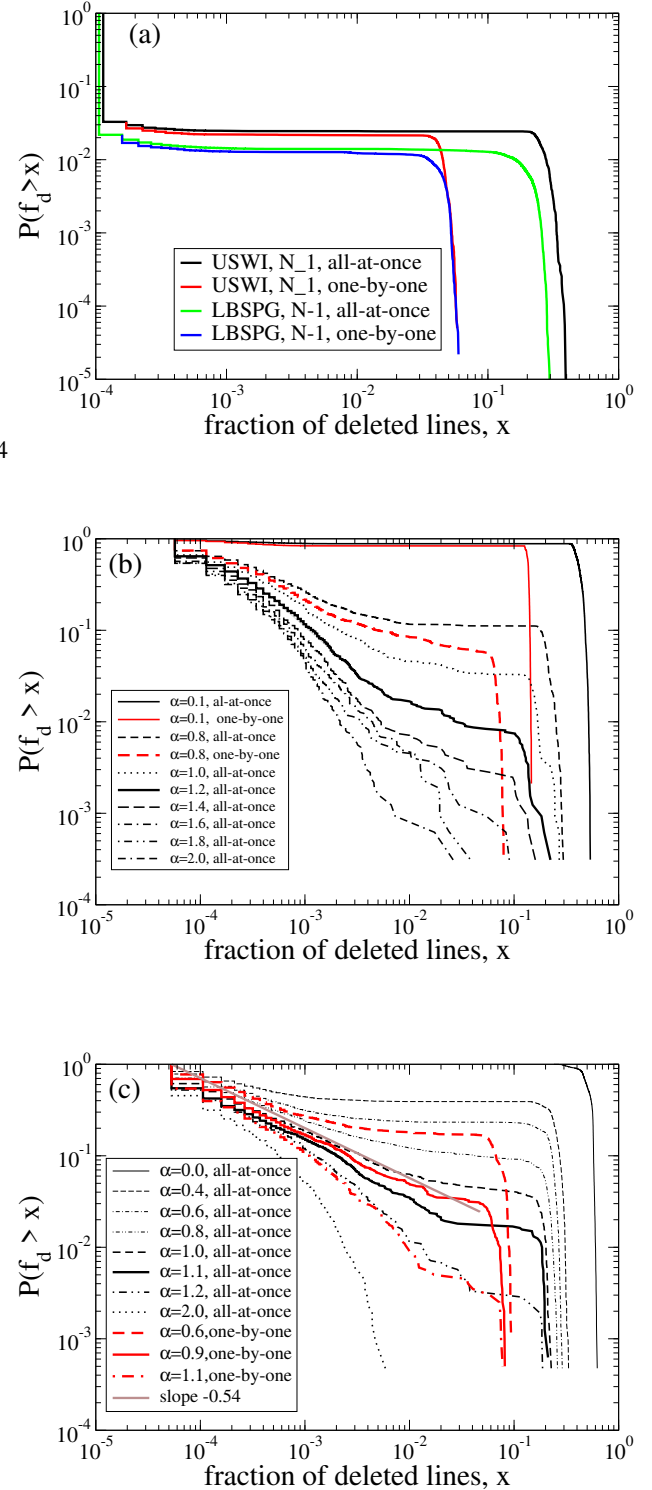 10^0
(a)
10^-1
10^-2
10^-3
10^-4
10^-5
P(f_d>x)
USWI, N_1, all-at-once
USWI, N_1, one-by-one
LBSPG, N-1, all-at-once
LBSPG, N-1, one-by-one
10^-4 10^-3 10^-2 10^-1 10^0
fraction of deleted lines, x
4
10^0
(b)
10^-1
10^-2
10^-3
10^-4
P(f_d > x)
α=0.1, al-at-once
α=0.1, one-by-one
α=0.8, all-at-once
α=0.8, one-by-one
α=1.0, all-at-once
α=1.2, all-at-once
α=1.4, all-at-once
α=1.6, all-at-once
α=1.8, all-at-once
α=2.0, all-at-once
10^-5 10^-4 10^-3 10^-2 10^-1 10^0
fraction of deleted lines, x
10^0
(c)
10^-1
10^-2
10^-3
10^-4
P(f_d > x)
α=0.0, all-at-once
α=0.4, all-at-once
α=0.6, all-at-once
α=0.8, all-at-once
α=1.0, all-at-once
α=1.1, all-at-once
α=1.2, all-at-once
α=2.0, all-at-once
α=0.6,one-by-one
α=0.9,one-by-one
α=1.1,one-by-one
slope -0.54
10^-5 10^-4 10^-3 10^-2 10^-1 10^0
fraction of deleted lines, x